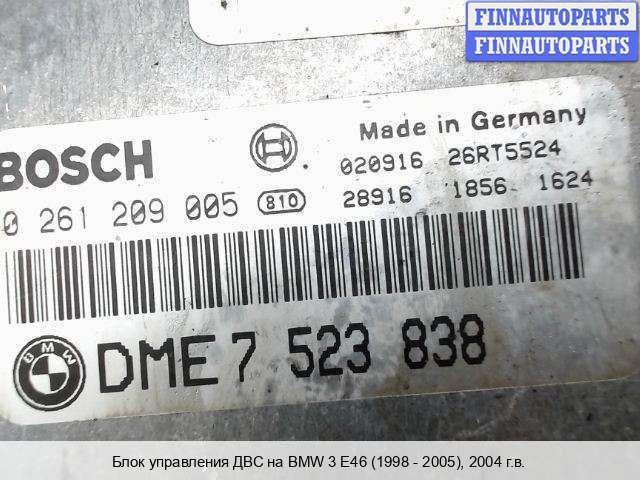 FINNAUTOPARTS
FINNAUTOPARTS
BOSCH
Made in Germany
020916 26RT5524
0 261 209 005 810
28916 1856 1624
BMW
DME 7 523 838
Блок управления ДВС на BMW 3 E46 (1998 - 2005), 2004 г.в.